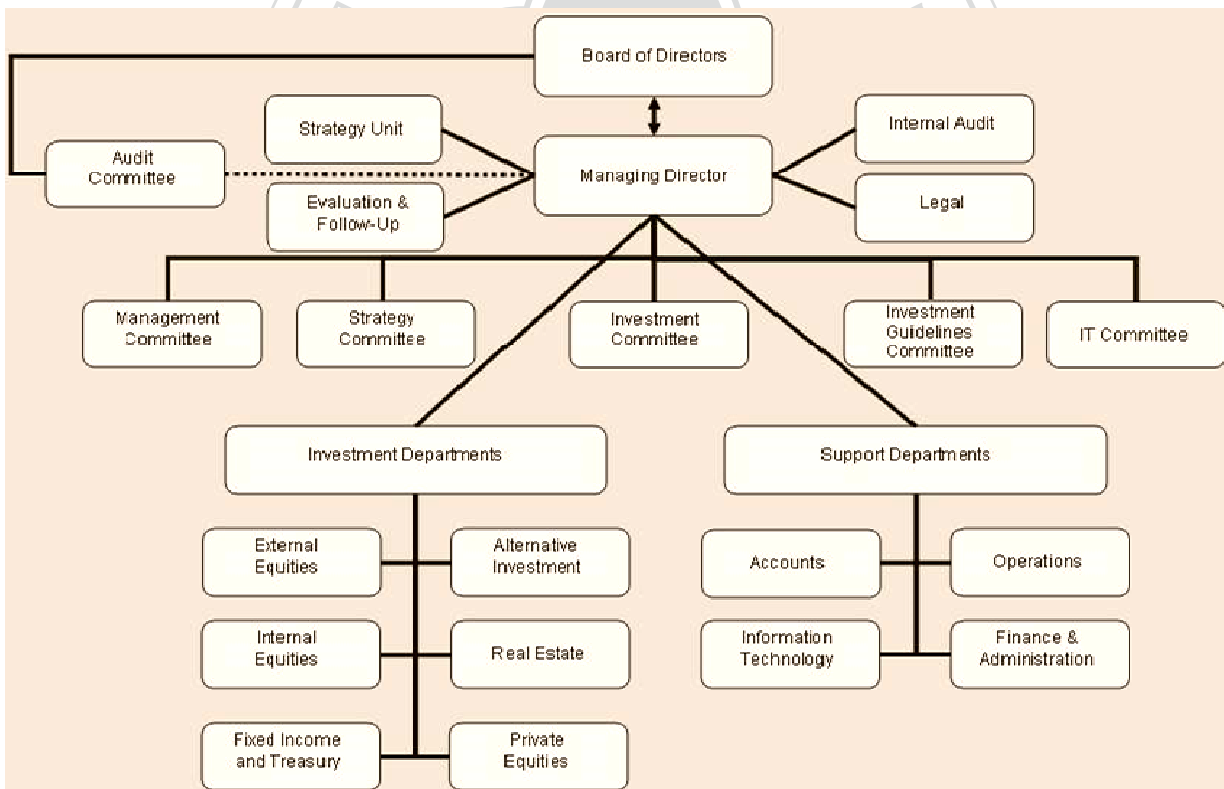 Board of Directors
Strategy Unit
Internal Audit
Audit
Committee
Managing Director
Evaluation &
Follow-Up
Legal
Management
Committee
Strategy
Committee
Investment
Committee
Investment
Guidelines
Committee
IT Committee
Investment Departments
Support Departments
External
Equities
Alternative
Investment
Accounts
Operations
Internal
Equities
Real Estate
Information
Technology
Finance &
Administration
Fixed Income
and Treasury
Private
Equities